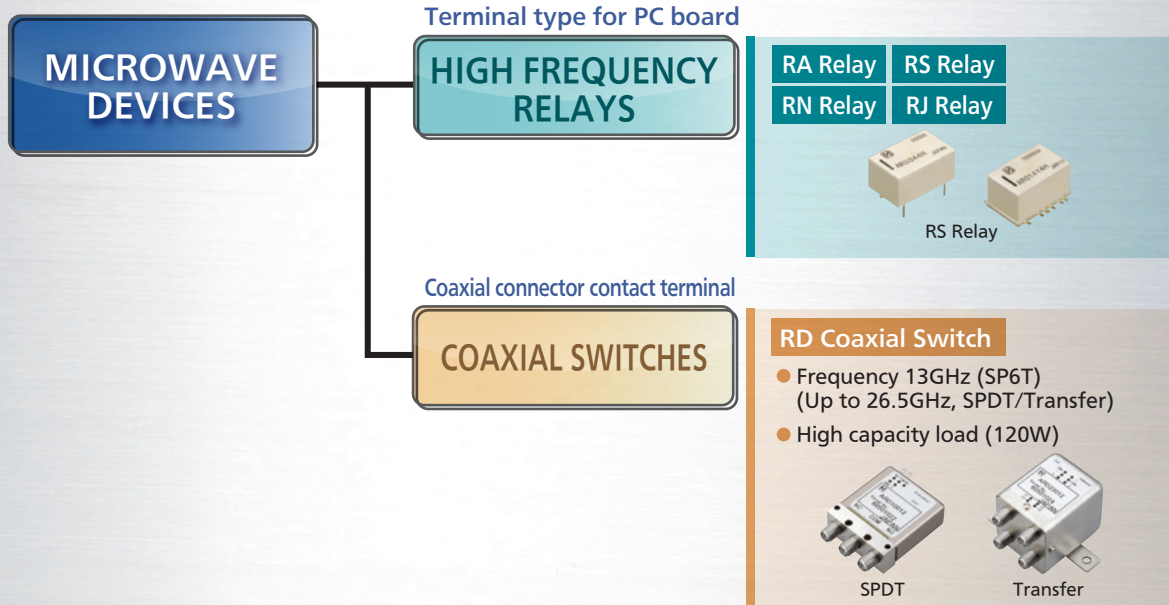 MICROWAVE
DEVICES
Terminal type for PC board
HIGH FREQUENCY
RELAYS
RA Relay
RS Relay
RN Relay
RJ Relay
RS Relay
Coaxial connector contact terminal
COAXIAL SWITCHES
RD Coaxial Switch
● Frequency 13GHz (SP6T)
(Up to 26.5GHz, SPDT/Transfer)
● High capacity load (120W)
SPDT
Transfer